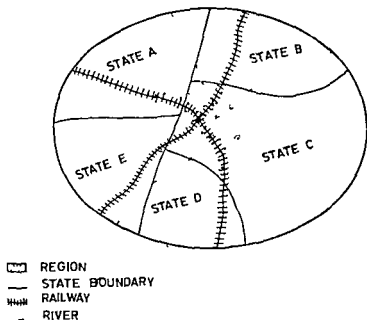 STATE A
STATE B
STATE C
STATE E
STATE D
REGION
STATE BOUNDARY
RAILWAY
RIVER